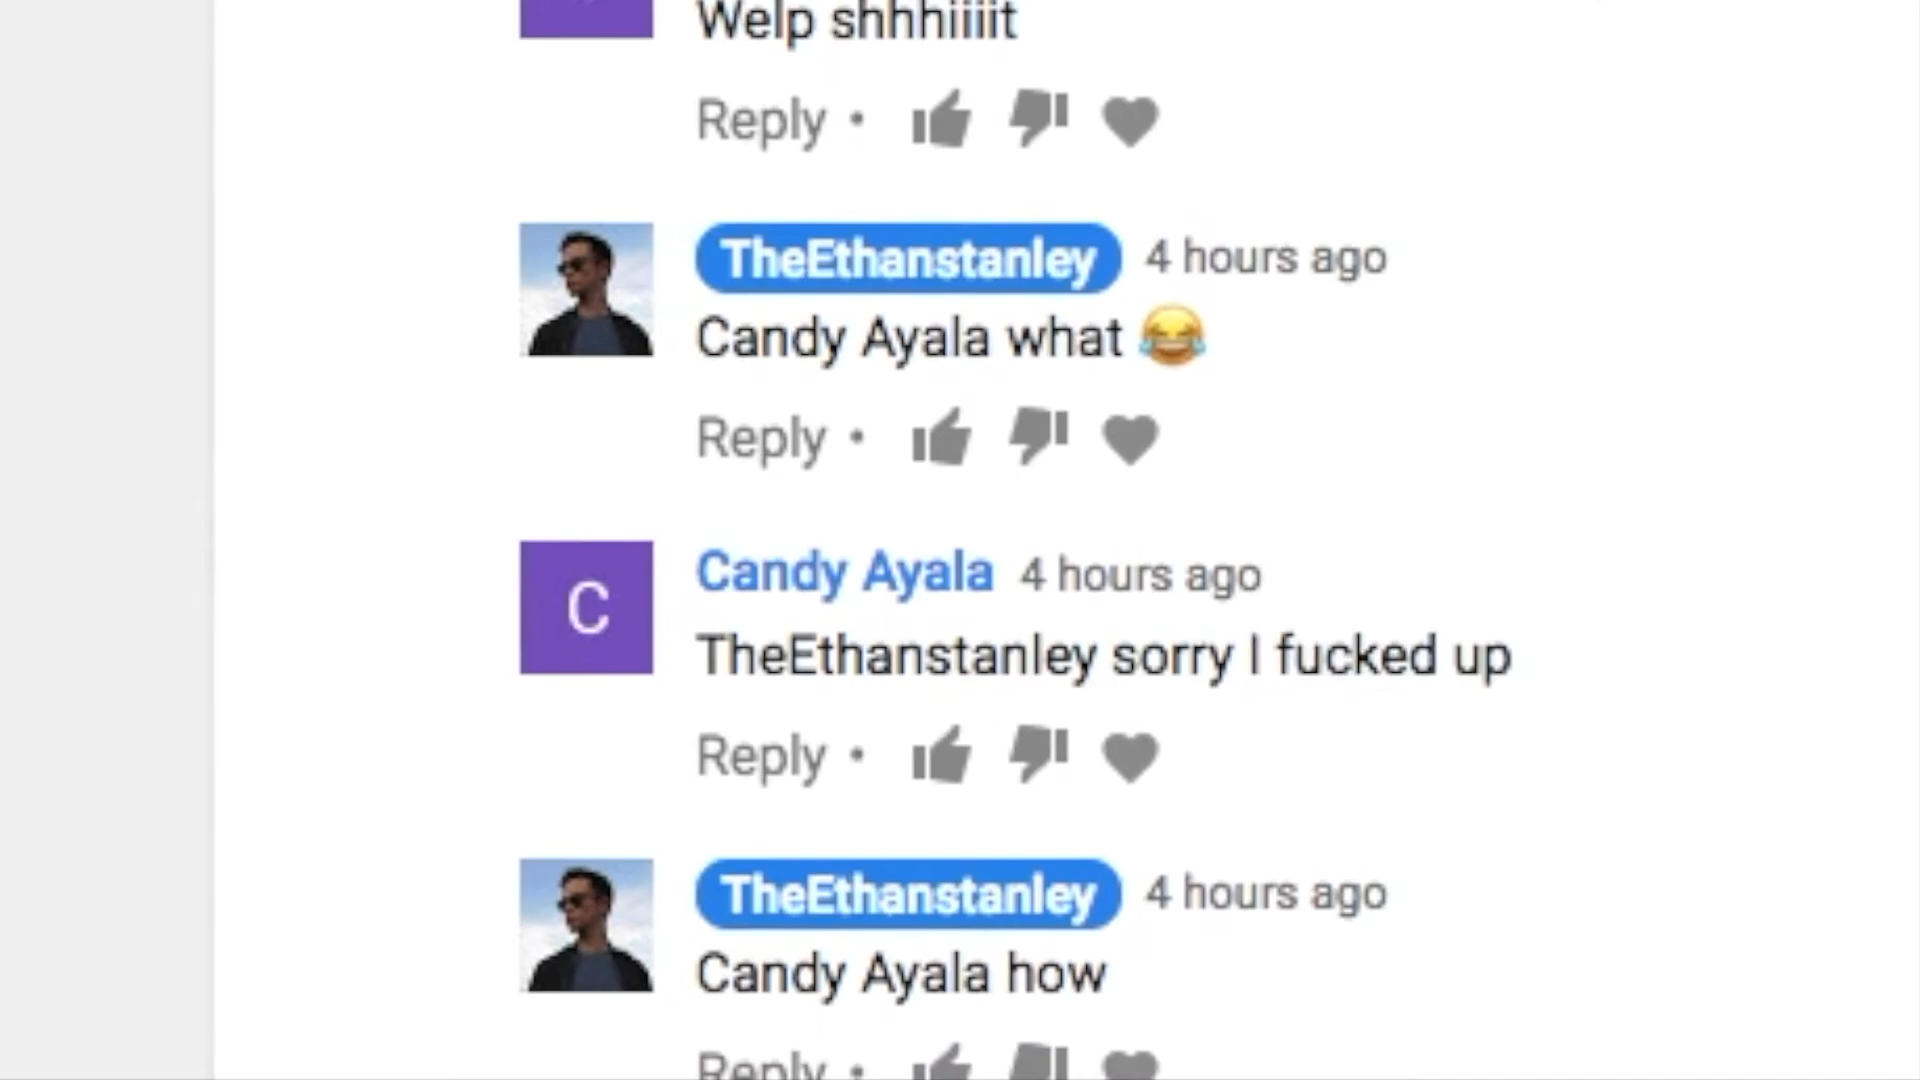 Welp shhhiiiit
Reply •
TheEthanstanley 4 hours ago
Candy Ayala what 😂
Reply •
C
Candy Ayala 4 hours ago
TheEthanstanley sorry I fucked up
Reply •
TheEthanstanley 4 hours ago
Candy Ayala how
Reply •